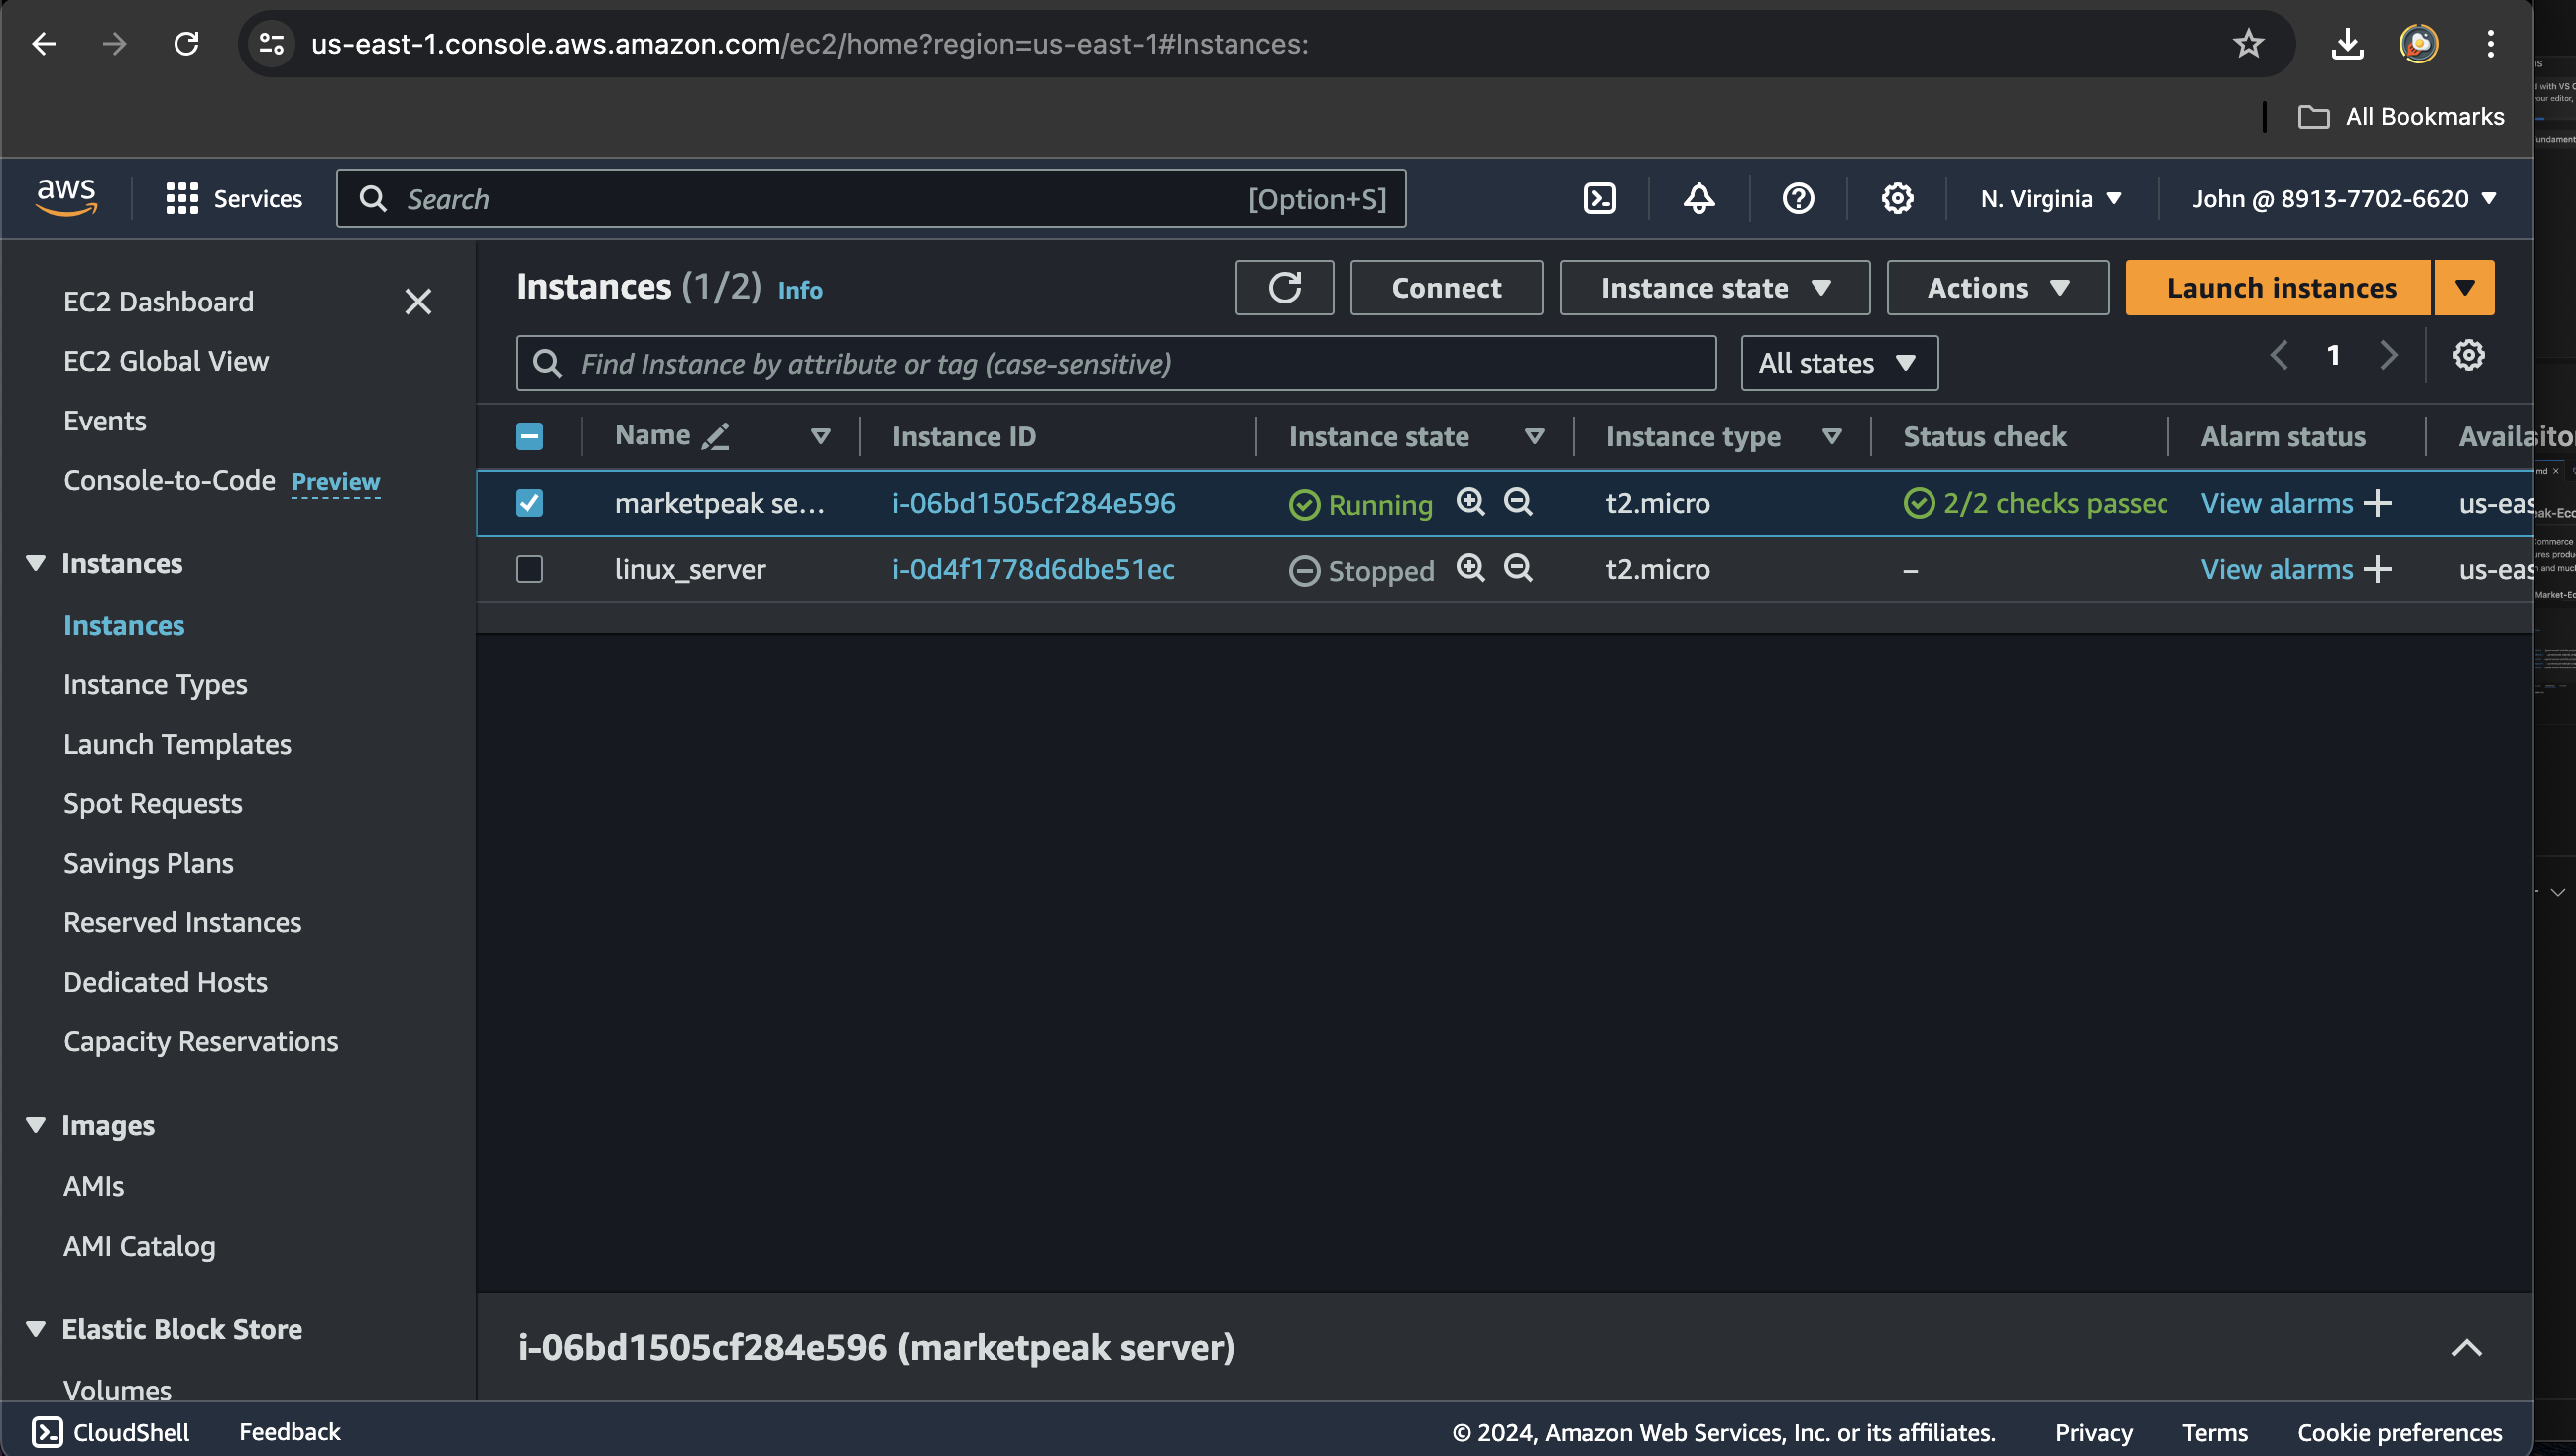 us-east-1.console.aws.amazon.com/ec2/home?region=us-east-1#Instances:
All Bookmarks
aws
Services
Search
[Option+S]
N. Virginia
John @ 8913-7702-6620
EC2 Dashboard
EC2 Global View
Events
Console-to-Code Preview
Instances
Instances
Instance Types
Launch Templates
Spot Requests
Savings Plans
Reserved Instances
Dedicated Hosts
Capacity Reservations
Images
AMIs
AMI Catalog
Elastic Block Store
Volumes
Instances (1/2) Info
Connect
Instance state
Actions
Launch instances
Find Instance by attribute or tag (case-sensitive)
All states
1
Name Instance ID Instance state Instance type Status check Alarm status
marketpeak se... i-06bd1505cf284e596 Running t2.micro 2/2 checks passec View alarms + us-eas
linux_server i-0d4f1778d6dbe51ec Stopped t2.micro – View alarms + us-eas
i-06bd1505cf284e596 (marketpeak server)
CloudShell
Feedback
© 2024, Amazon Web Services, Inc. or its affiliates.
Privacy
Terms
Cookie preferences